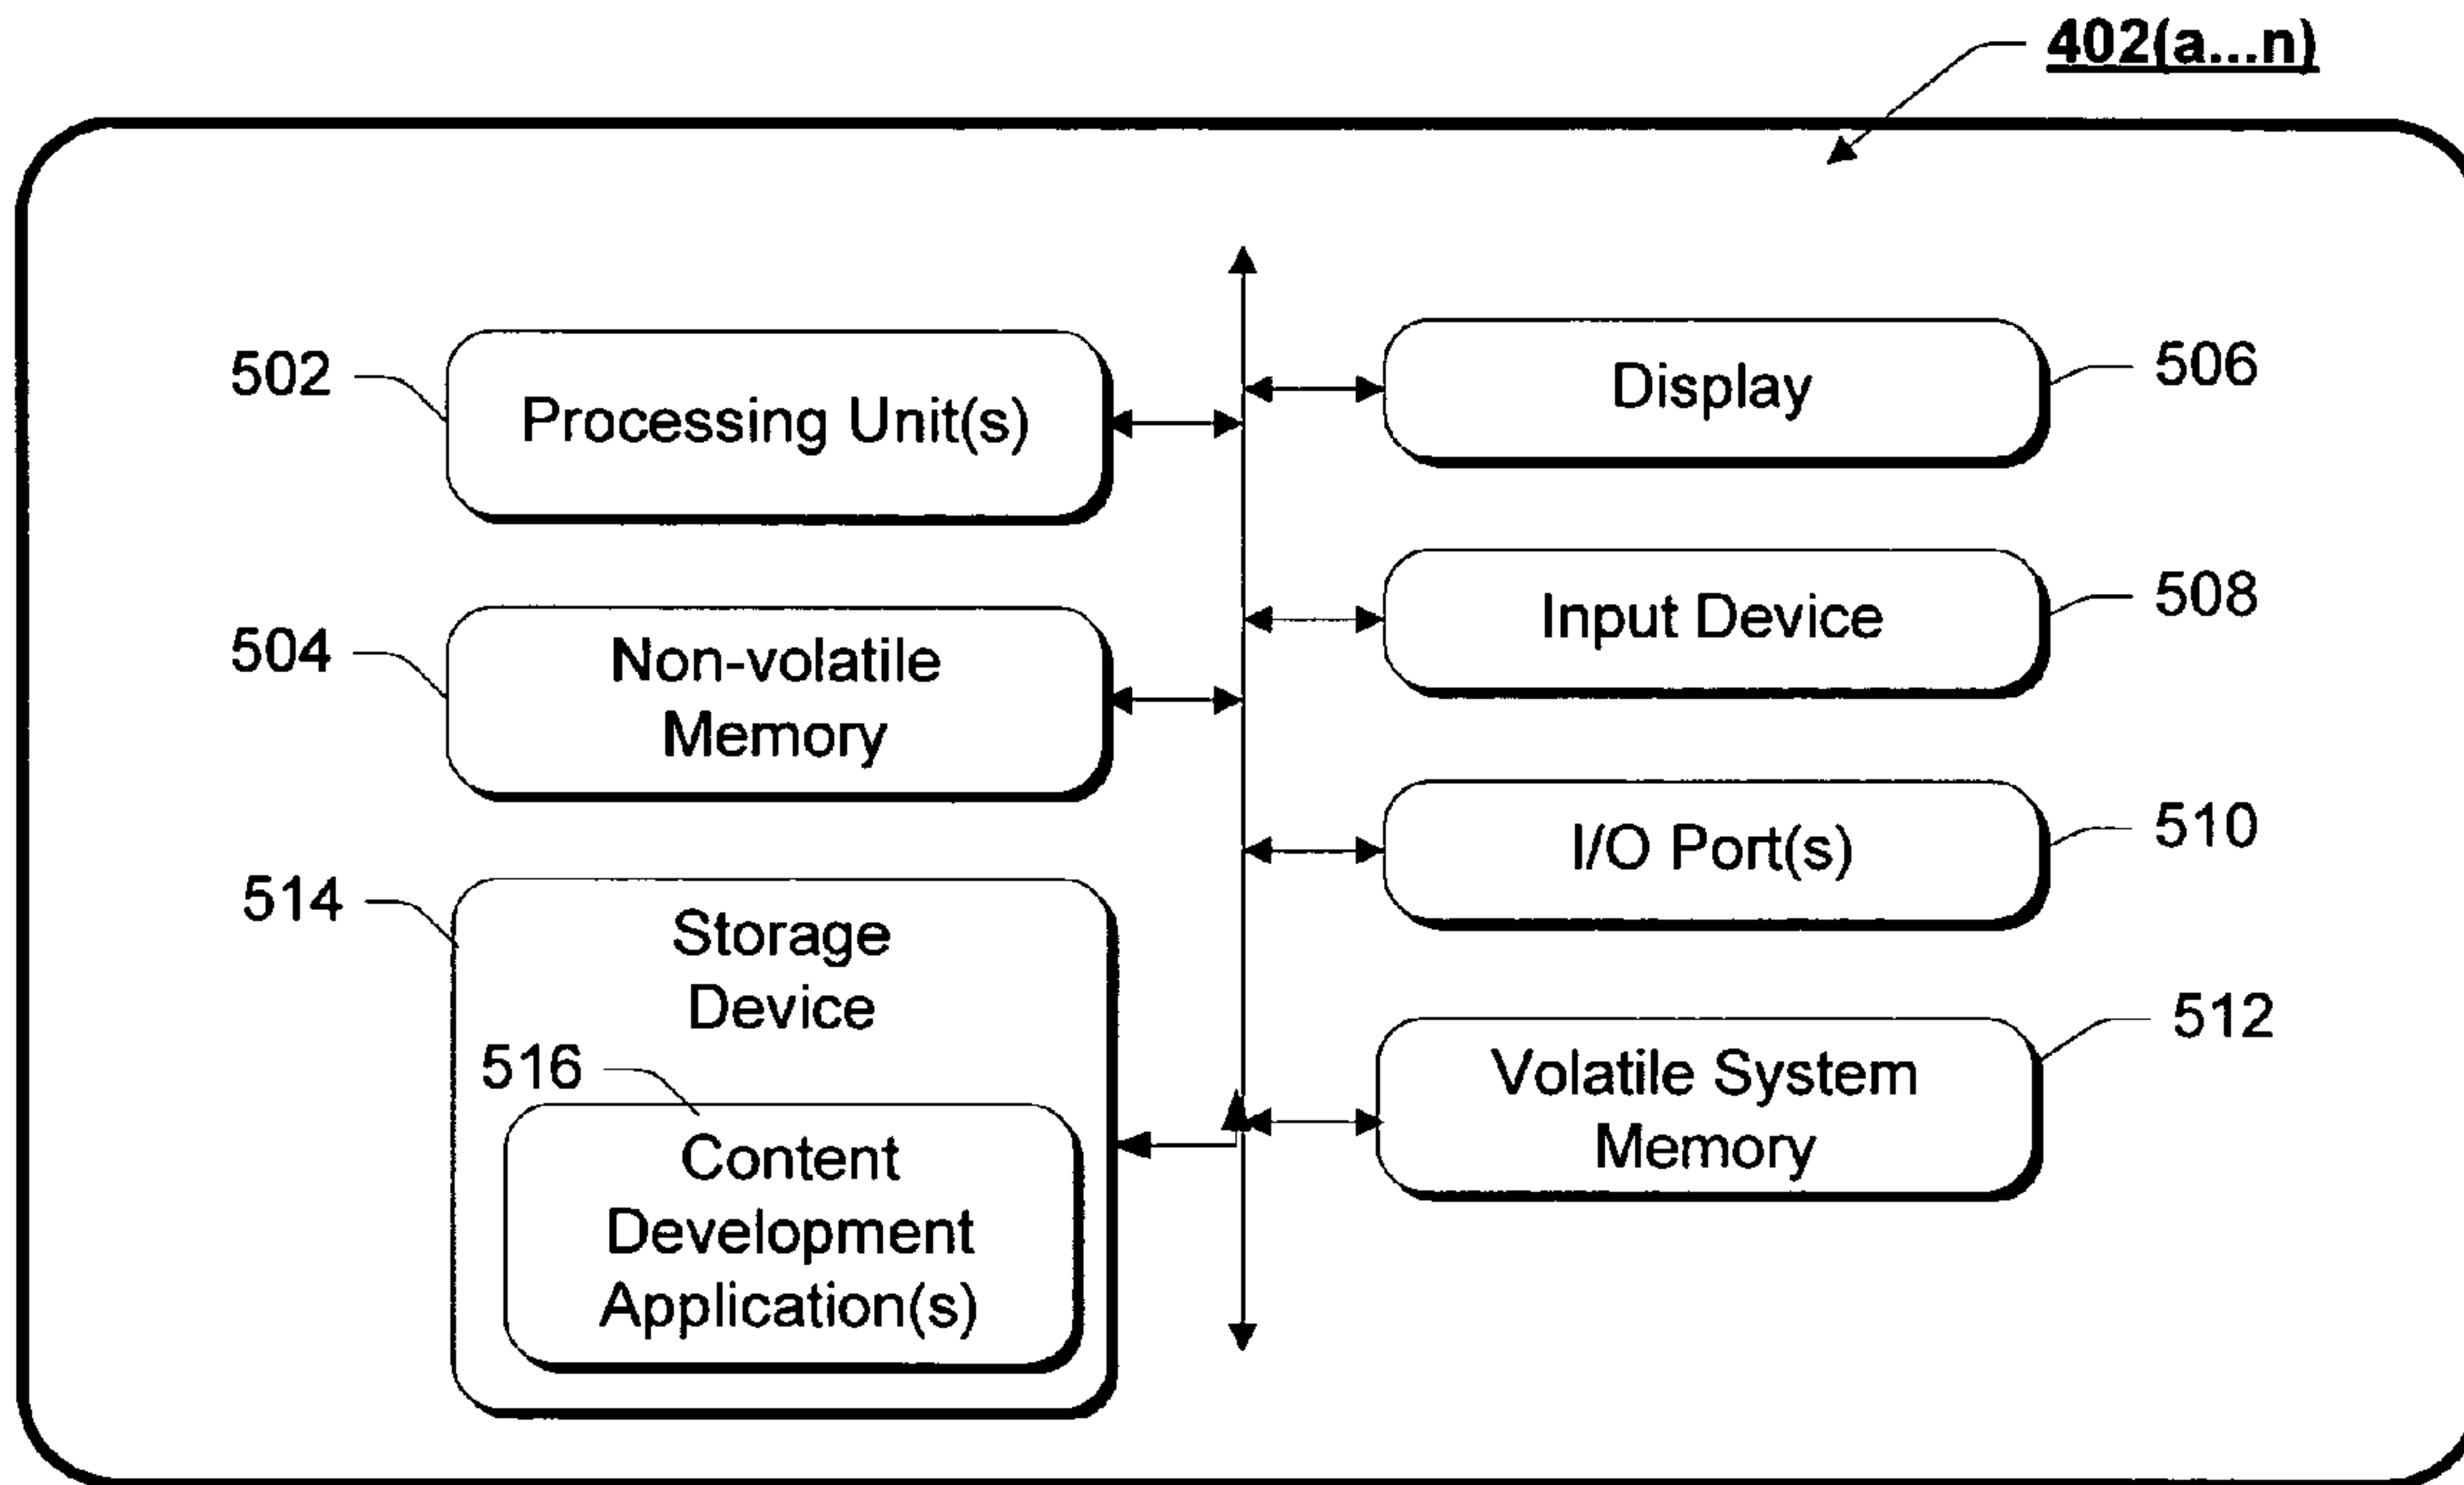 402(a...n)
502
Processing Unit(s)
504
Non-volatile
Memory
514
Storage
Device
516
Content
Development
Application(s)
Display
506
Input Device
508
I/O Port(s)
510
Volatile System
Memory
512